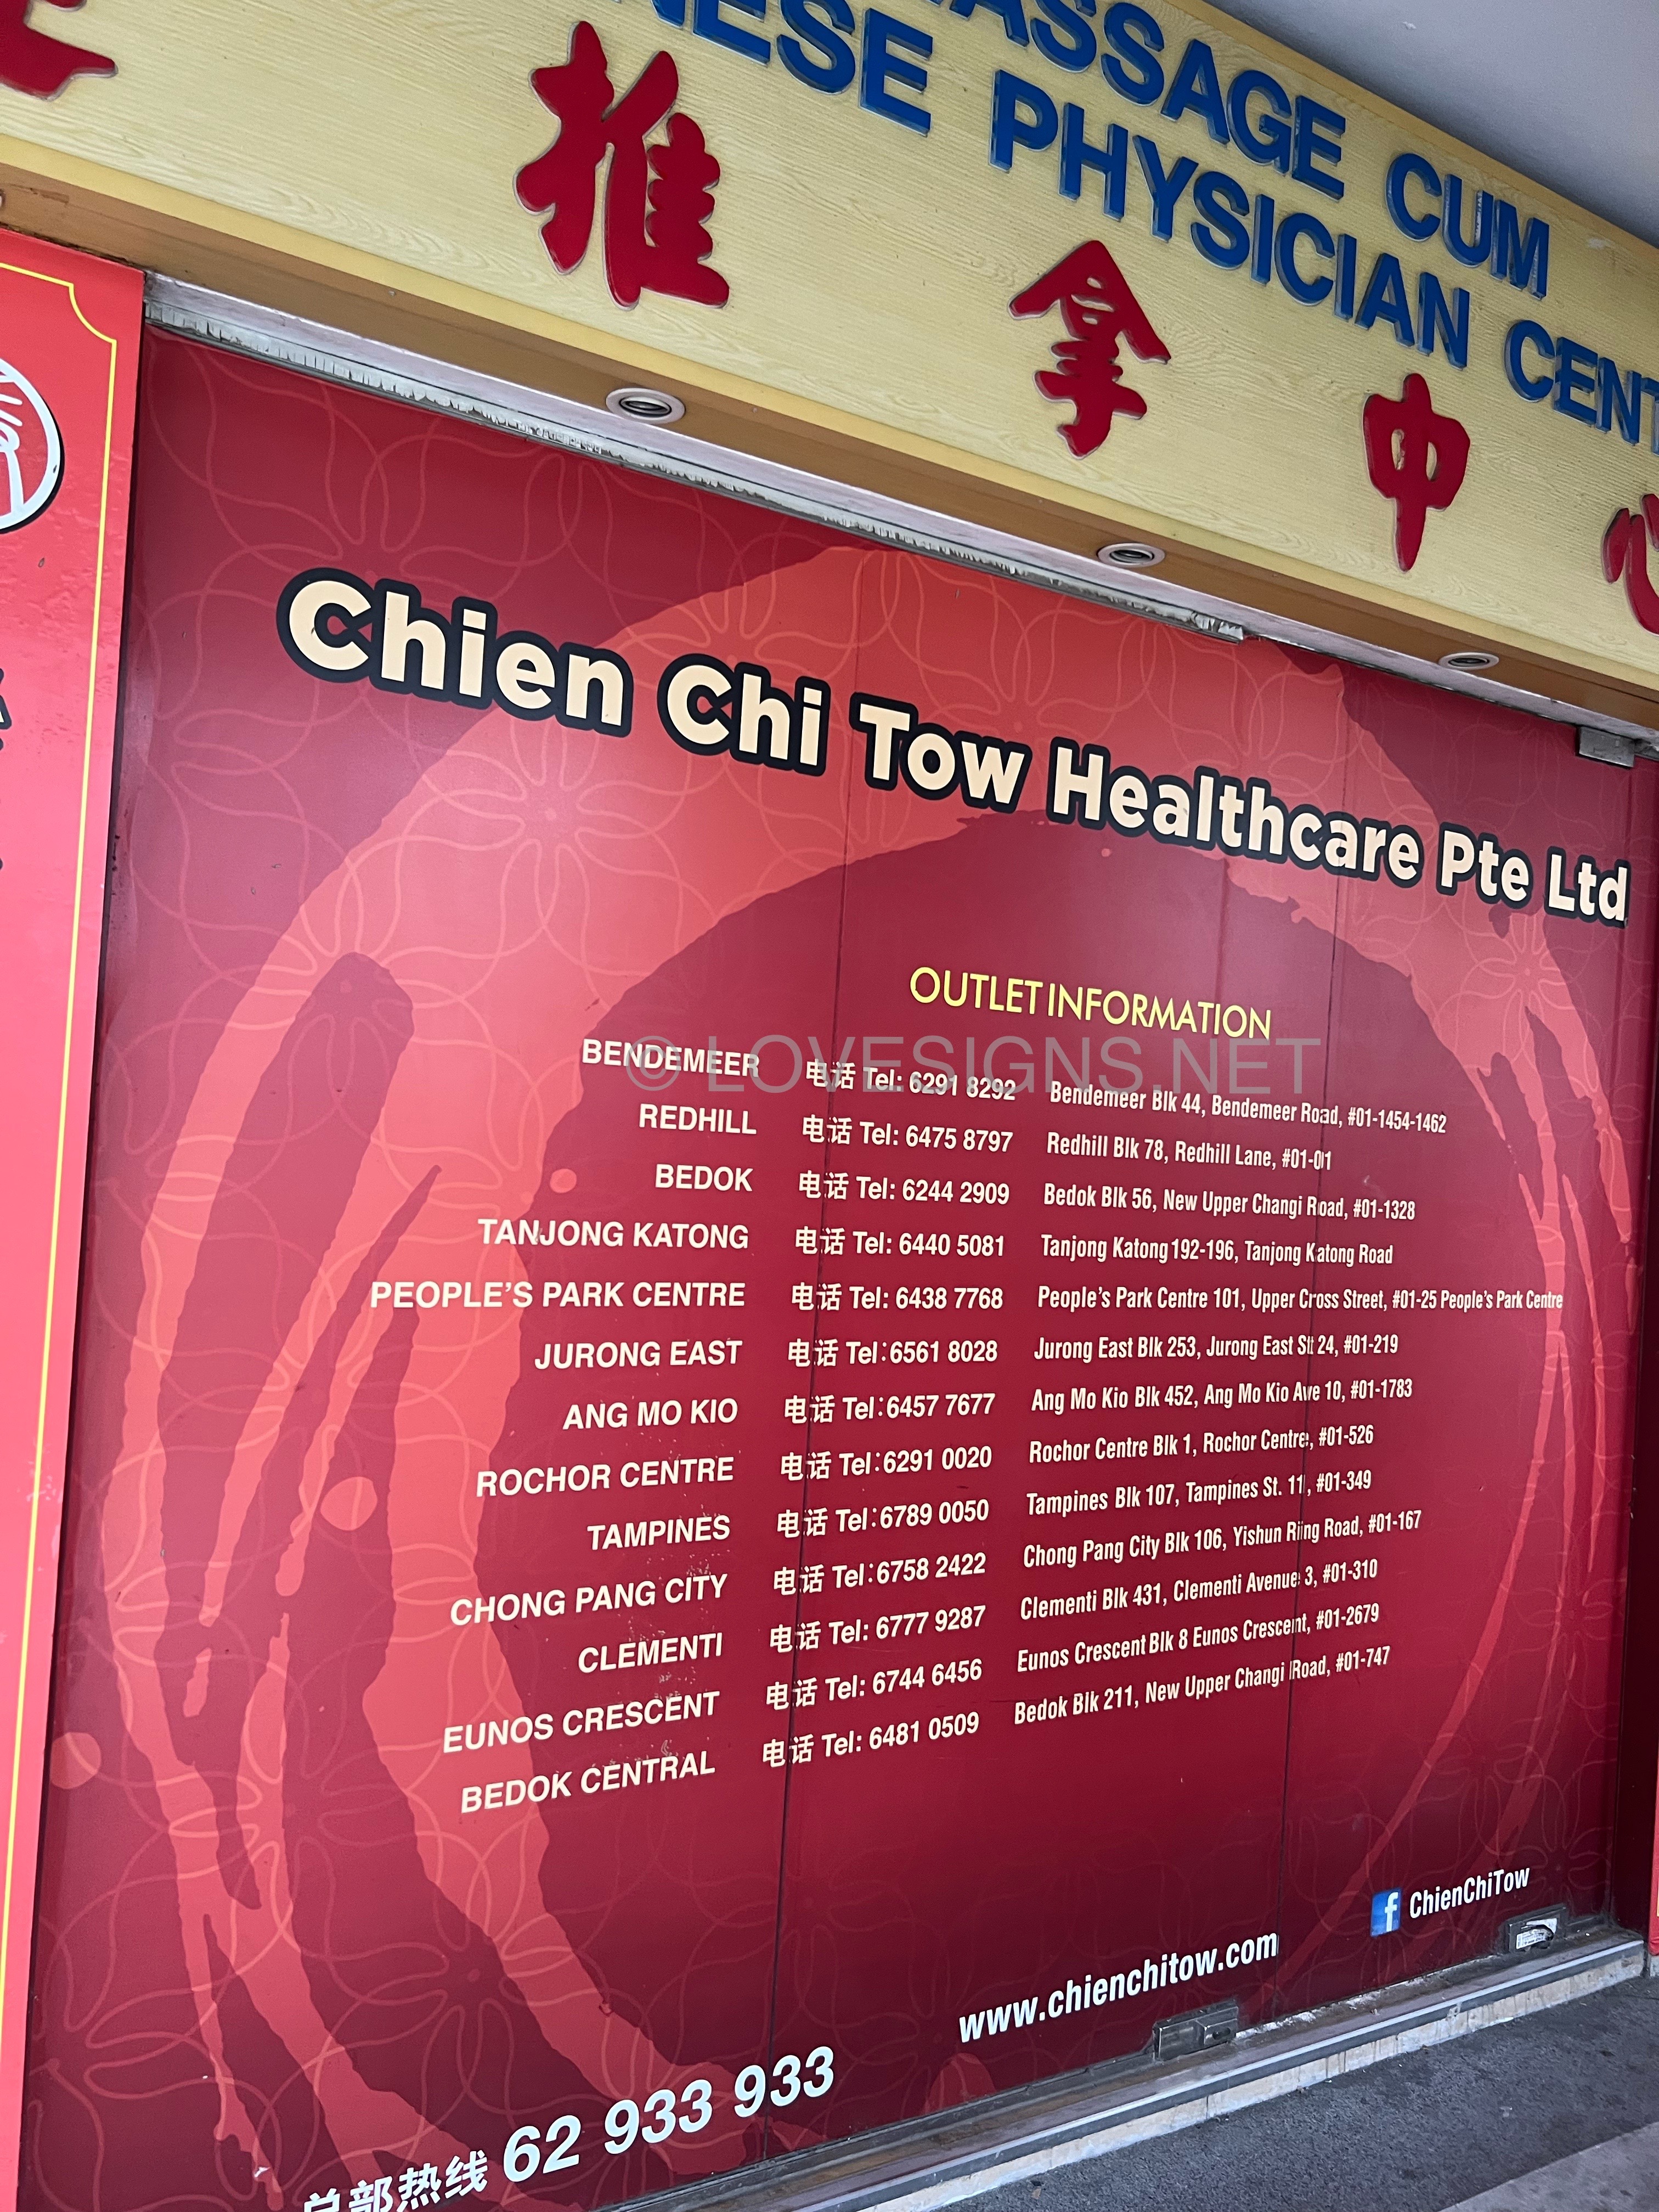 MASSAGE CUM
PHYSICIAN
推拿中心
Chien Chi Tow Healthcare Pte Ltd
OUTLET INFORMATION
© LOVESIGNS.NET
BENDEMEER 电话 Tel: 6291 8292 Bendemeer Blk 44, Bendemeer Road, #01-1454-1462
REDHILL 电话 Tel: 6475 8797 Redhill Blk 78, Redhill Lane, #01-01
BEDOK 电话 Tel: 6244 2909 Bedok Blk 56, New Upper Changi Road, #01-1328
TANJONG KATONG 电话 Tel: 6440 5081 Tanjong Katong 192-196, Tanjong Katong Road
PEOPLE'S PARK CENTRE 电话 Tel: 6438 7768 People's Park Centre 101, Upper Cross Street, #01-25 People's Park Centre
JURONG EAST 电话 Tel:6561 8028 Jurong East Blk 253, Jurong East St 24, #01-219
ANG MO KIO 电话 Tel:6457 7677 Ang Mo Kio Blk 452, Ang Mo Kio Ave 10, #01-1783
ROCHOR CENTRE 电话 Tel:6291 0020 Rochor Centre Blk 1, Rochor Centre, #01-526
TAMPINES 电话 Tel:6789 0050 Tampines Blk 107, Tampines St. 11, #01-349
CHONG PANG CITY 电话 Tel:6758 2422 Chong Pang City Blk 106, Yishun Ring Road, #01-167
CLEMENTI 电话 Tel: 6777 9287 Clementi Blk 431, Clementi Avenue 3, #01-310
EUNOS CRESCENT 电话 Tel: 6744 6456 Eunos Crescent Blk 8 Eunos Crescent, #01-2679
BEDOK CENTRAL 电话 Tel: 6481 0509 Bedok Blk 211, New Upper Changi Road, #01-747
ChienChiTow
www.chienchitow.com
总部热线 62 933 933